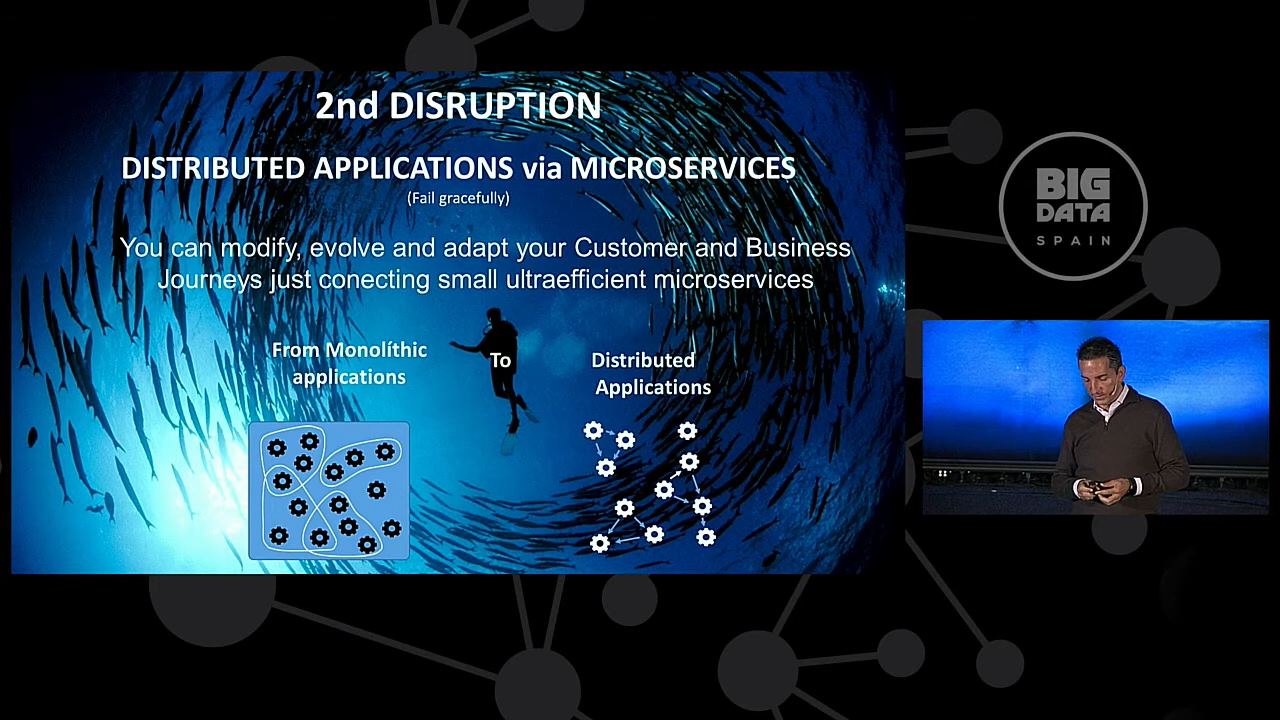 2nd DISRUPTION
DISTRIBUTED APPLICATIONS via MICROSERVICES
(Fail gracefully)
You can modify, evolve and adapt your Customer and Business
Journeys just conecting small ultraefficient microservices
From Monolíthic
applications
To
Distributed
Applications
BIG
DATA
SPAIN